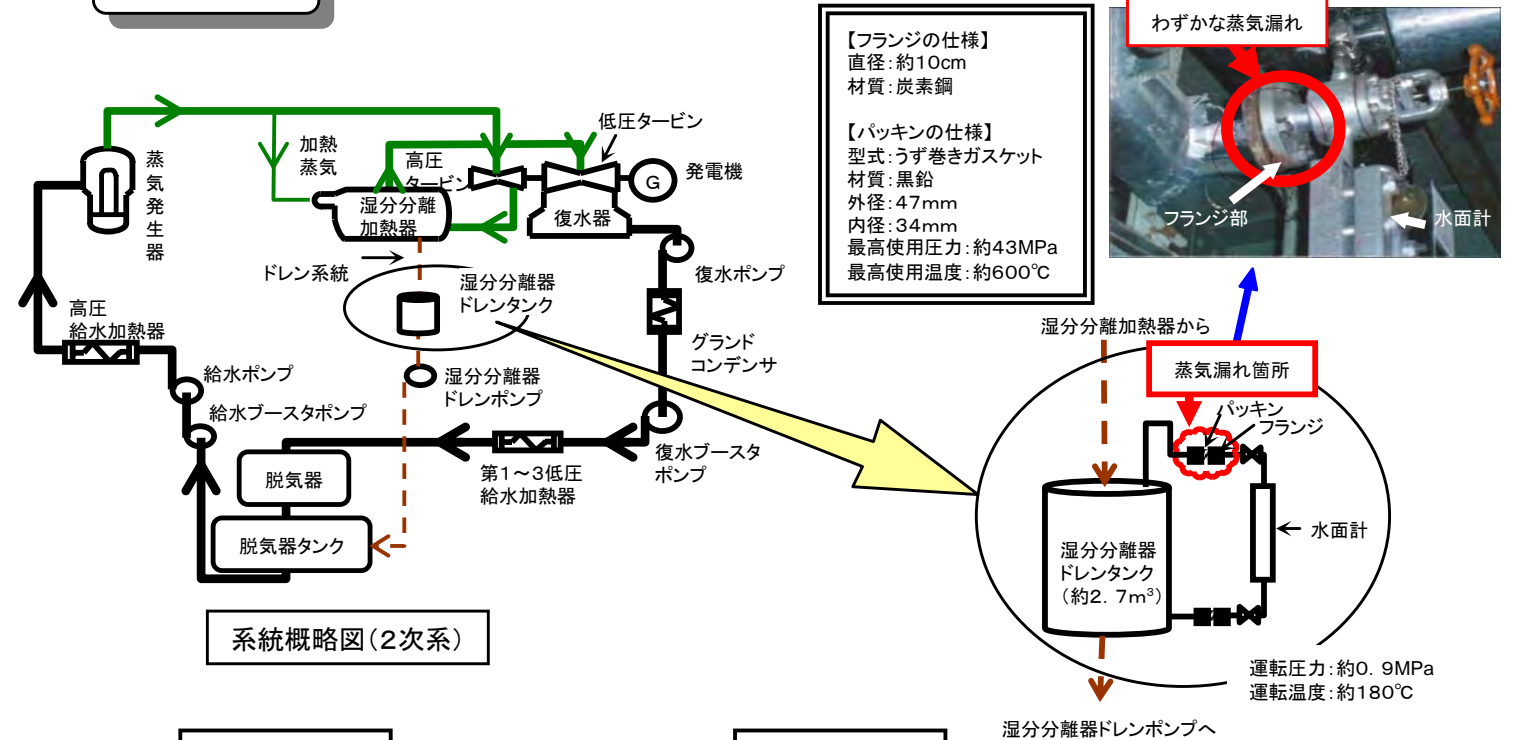 【フランジの仕様】
直径：約１０cm
材質：炭素鋼
【パッキンの仕様】
型式：うず巻きガスケット
材質：黒鉛
外径：４７mm
内径：３４mm
最高使用圧力：約４３MPa
最高使用温度：約６００℃
わずかな蒸気漏れ
フランジ部
水面計
蒸気発生器
加熱
蒸気
高圧
タービン
低圧タービン
G
発電機
湿分分離
加熱器
復水器
ドレン系統
湿分分離器
ドレンタンク
復水ポンプ
グランド
コンデンサ
高圧
給水加熱器
給水ポンプ
給水ブースタポンプ
湿分分離器
ドレンポンプ
復水ブースタ
ポンプ
第１～３低圧
給水加熱器
脱気器
脱気器タンク
系統概略図（２次系）
湿分分離加熱器から
蒸気漏れ箇所
パッキン
フランジ
水面計
湿分分離器
ドレンタンク
（約２．７m³）
運転圧力：約０．９MPa
運転温度：約１８０℃
湿分分離器ドレンポンプへ